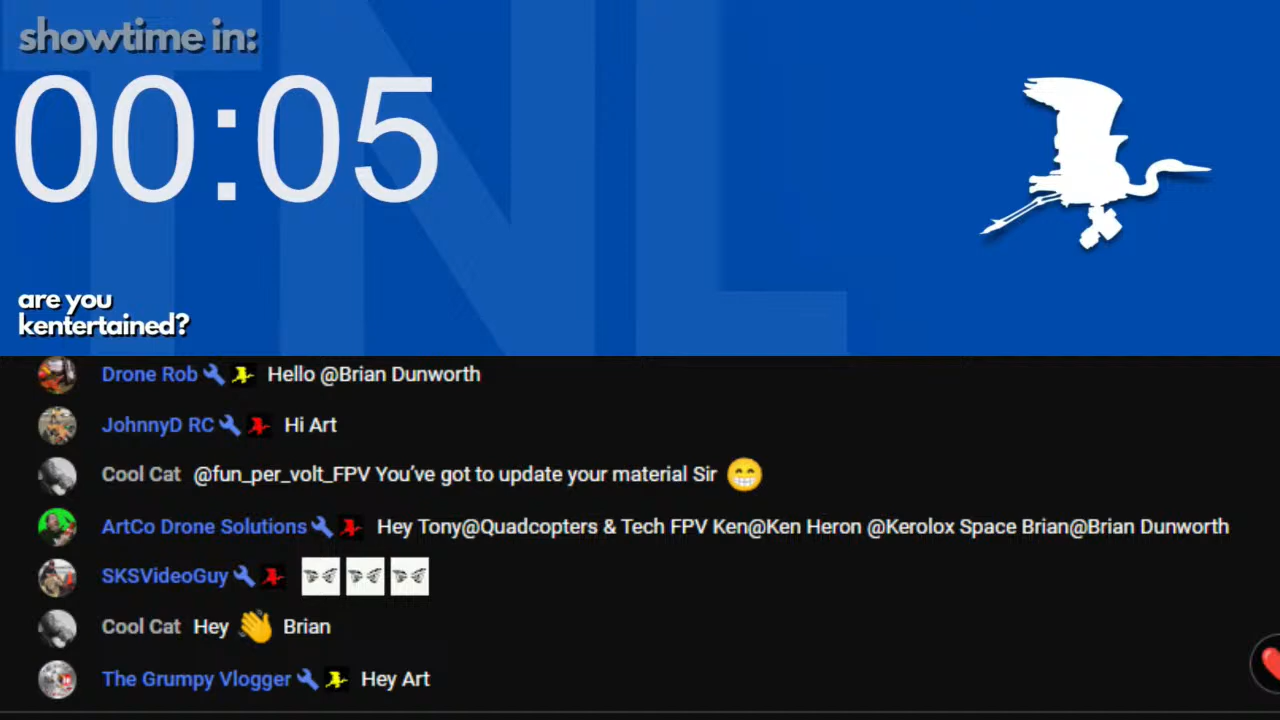 showtime in:
00:05
TNL
are you
kentertained?
Drone Rob Hello @Brian Dunworth
JohnnyD RC Hi Art
Cool Cat @fun_per_volt_FPV You’ve got to update your material Sir 😁
ArtCo Drone Solutions Hey Tony@Quadcopters & Tech FPV Ken@Ken Heron @Kerolox Space Brian@Brian Dunworth
SKSVideoGuy
Cool Cat Hey 👋 Brian
The Grumpy Vlogger Hey Art